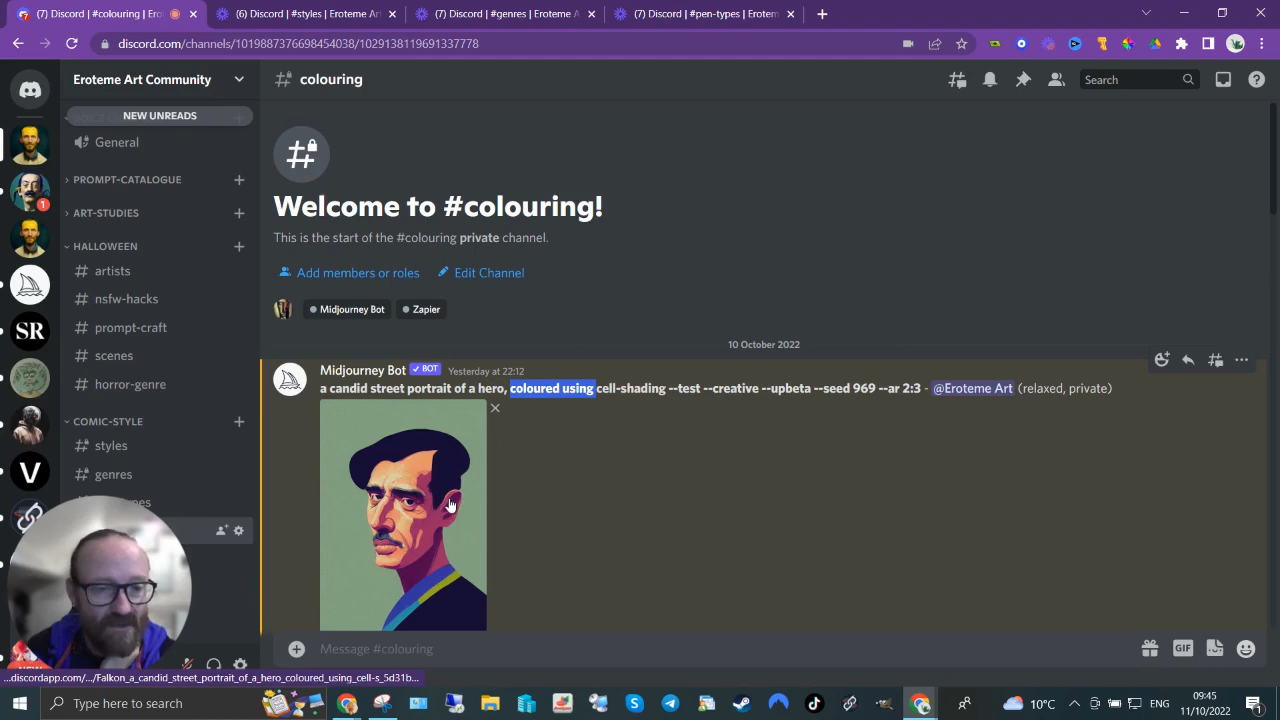 (7) Discord | #colouring | Ero
(6) Discord | #styles | Eroteme Art
(7) Discord | #genres | Eroteme A
(7) Discord | #pen-types | Erotem
discord.com/channels/1019887376698454038/1029138119691337778
Eroteme Art Community
colouring
Search
NEW UNREADS
General
PROMPT-CATALOGUE
ART-STUDIES
HALLOWEEN
artists
nsfw-hacks
prompt-craft
scenes
horror-genre
COMIC-STYLE
styles
genres
1
SR
V
NEW
Welcome to #colouring!
This is the start of the #colouring private channel.
Add members or roles
Edit Channel
Midjourney Bot
Zapier
10 October 2022
Midjourney Bot ✓ BOT Yesterday at 22:12
a candid street portrait of a hero, coloured using cell-shading --test --creative --upbeta --seed 969 --ar 2:3 - @Eroteme Art (relaxed, private)
Message #colouring
GIF
..discordapp.com/.../Falkon_a_candid_street_portrait_of_a_hero_coloured_using_cell-s_5d31b...
Type here to search
10°C
ENG
09:45
11/10/2022